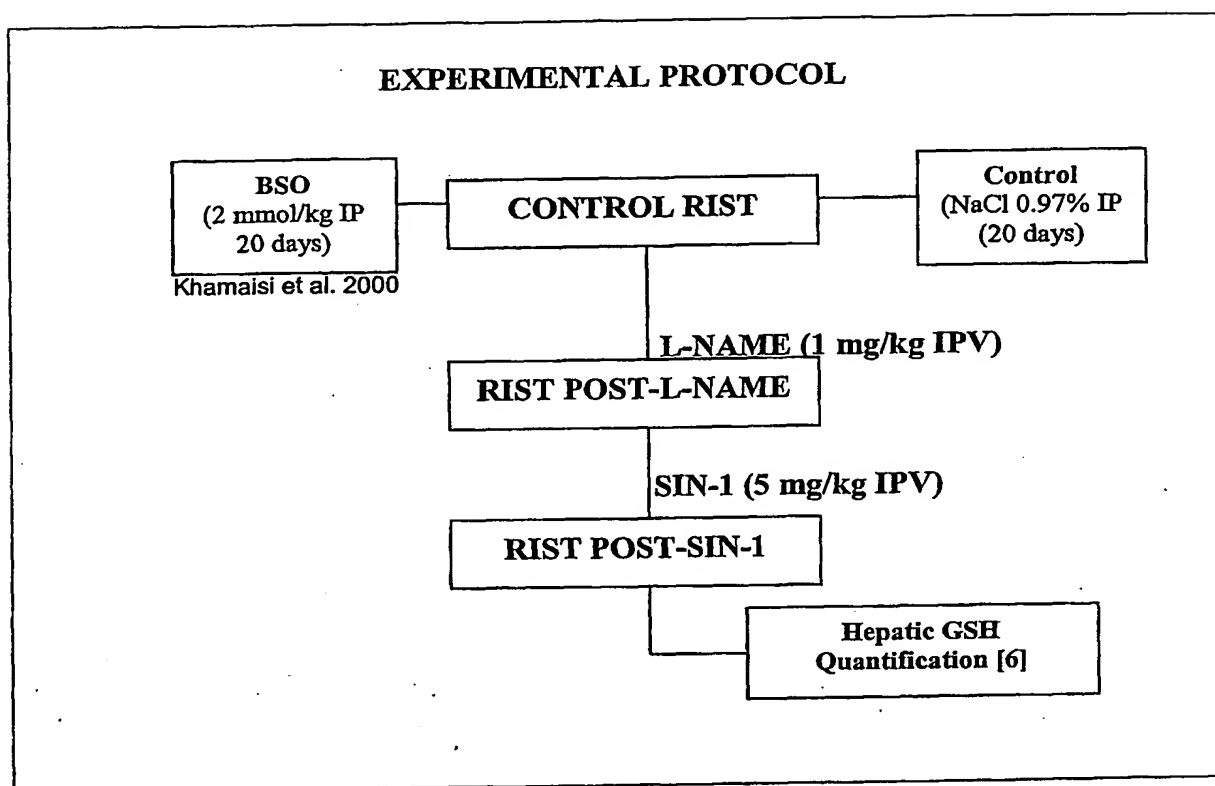 EXPERIMENTAL PROTOCOL
BSO
(2 mmol/kg IP
20 days)
Khamaisi et al. 2000
CONTROL RIST
Control
(NaCl 0.97% IP
(20 days)
L-NAME (1 mg/kg IPV)
RIST POST-L-NAME
SIN-1 (5 mg/kg IPV)
RIST POST-SIN-1
Hepatic GSH
Quantification [6]